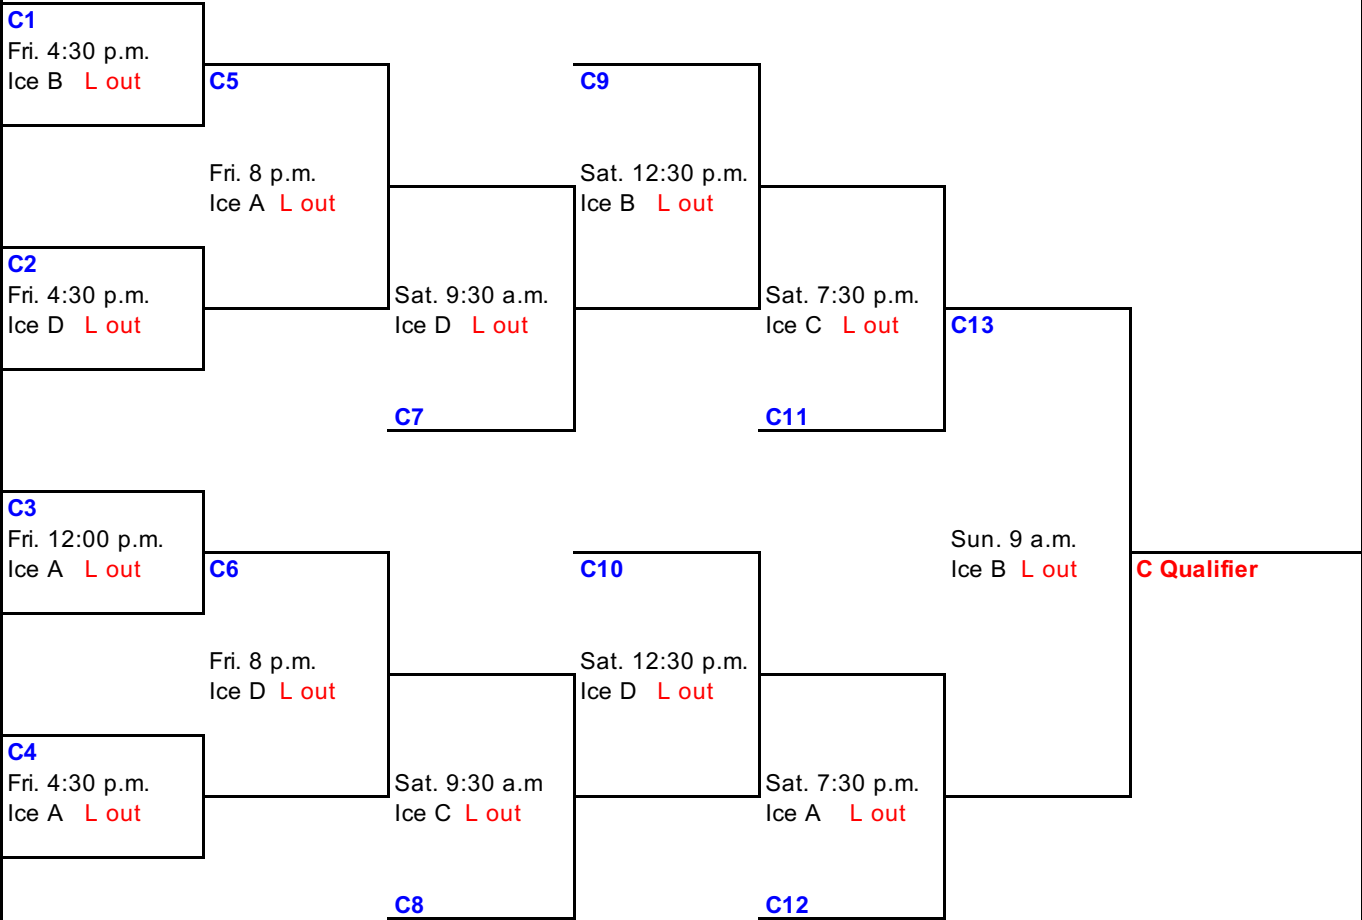 C1
Fri. 4:30 p.m.
Ice B L out
C5
Fri. 8 p.m.
Ice A L out
C2
Fri. 4:30 p.m.
Ice D L out
Sat. 9:30 a.m.
Ice D L out
C7
C9
Sat. 12:30 p.m.
Ice B L out
Sat. 7:30 p.m.
Ice C L out
C11
C13
C3
Fri. 12:00 p.m.
Ice A L out
C6
Fri. 8 p.m.
Ice D L out
C4
Fri. 4:30 p.m.
Ice A L out
Sat. 9:30 a.m
Ice C L out
C8
C10
Sat. 12:30 p.m.
Ice D L out
Sat. 7:30 p.m.
Ice A L out
C12
Sun. 9 a.m.
Ice B L out
C Qualifier